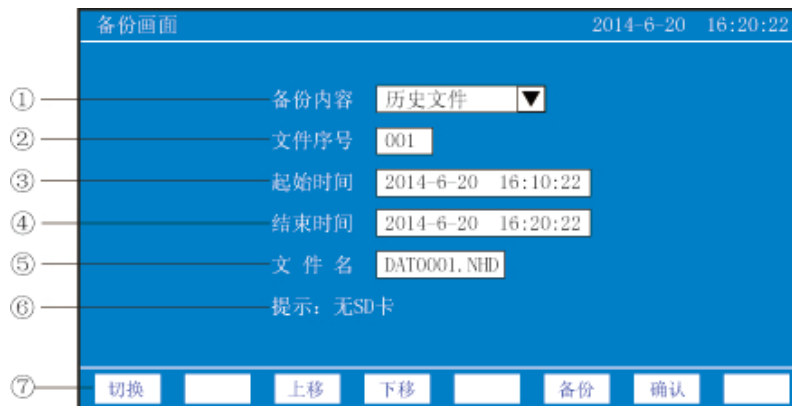 备份画面 2014-6-20 16:20:22
① 备份内容 历史文件
② 文件序号 001
③ 起始时间 2014-6-20 16:10:22
④ 结束时间 2014-6-20 16:20:22
⑤ 文 件 名 DAT0001.NHD
⑥ 提示：无SD卡
⑦ 切换 上移 下移 备份 确认